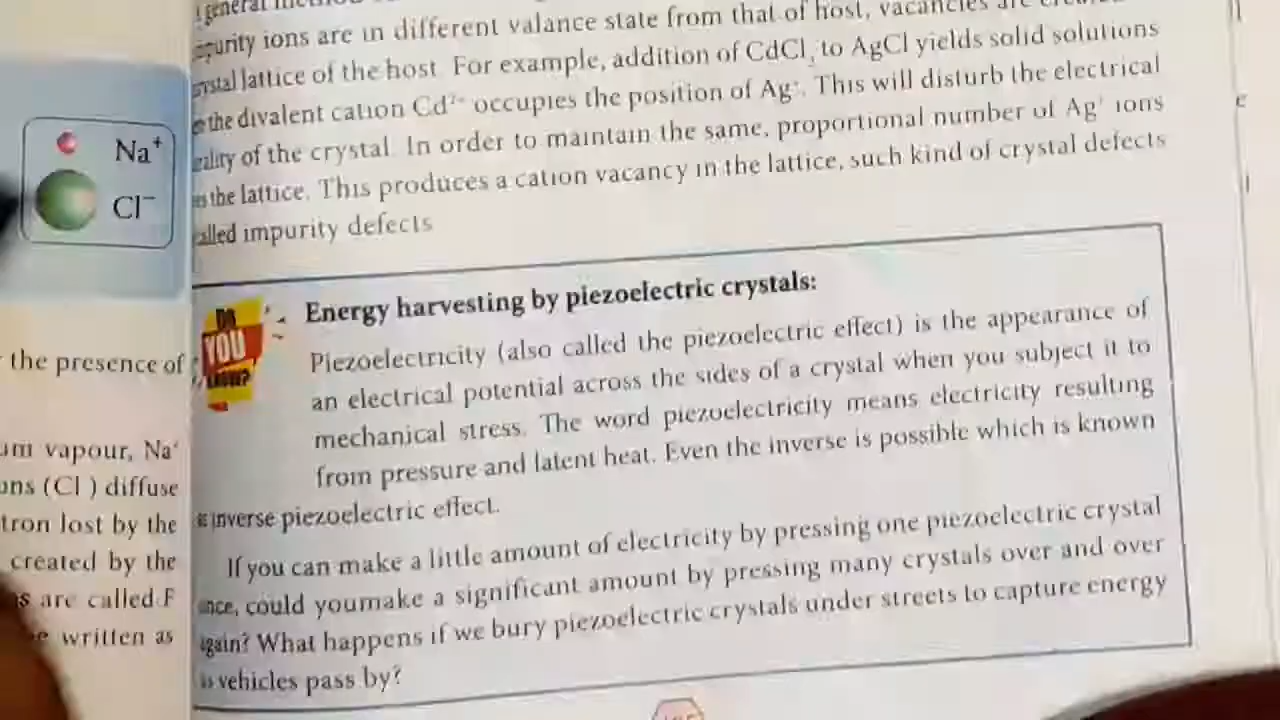 general
purity ions are in different valance state from that of host, vacancies are
crystal lattice of the host. For example, addition of CdCl2 to AgCl yields solid solutions
the divalent cation Cd2+ occupies the position of Ag+. This will disturb the electrical
of the crystal. In order to maintain the same, proportional number of Ag+ ions
the lattice. This produces a cation vacancy in the lattice, such kind of crystal defects
called impurity defects
Na+
Cl−
DO
YOU
KNOW?
Energy harvesting by piezoelectric crystals:
Piezoelectricity (also called the piezoelectric effect) is the appearance of
an electrical potential across the sides of a crystal when you subject it to
mechanical stress. The word piezoelectricity means electricity resulting
from pressure and latent heat. Even the inverse is possible which is known
inverse piezoelectric effect.
If you can make a little amount of electricity by pressing one piezoelectric crystal
once, could youmake a significant amount by pressing many crystals over and over
again? What happens if we bury piezoelectric crystals under streets to capture energy
vehicles pass by?
the presence of
vapour, Na+
(Cl ) diffuse
lost by the
created by the
are called F
written as